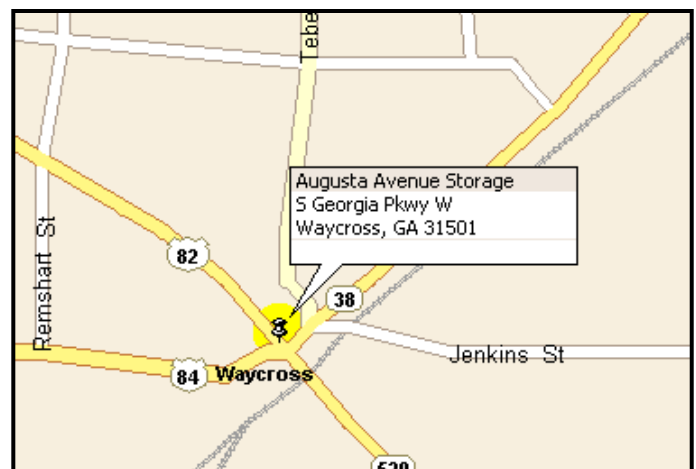 Tebe
Augusta Avenue Storage
S Georgia Pkwy W
Waycross, GA 31501
Remshart St
82
38
Jenkins St
84
Waycross
520